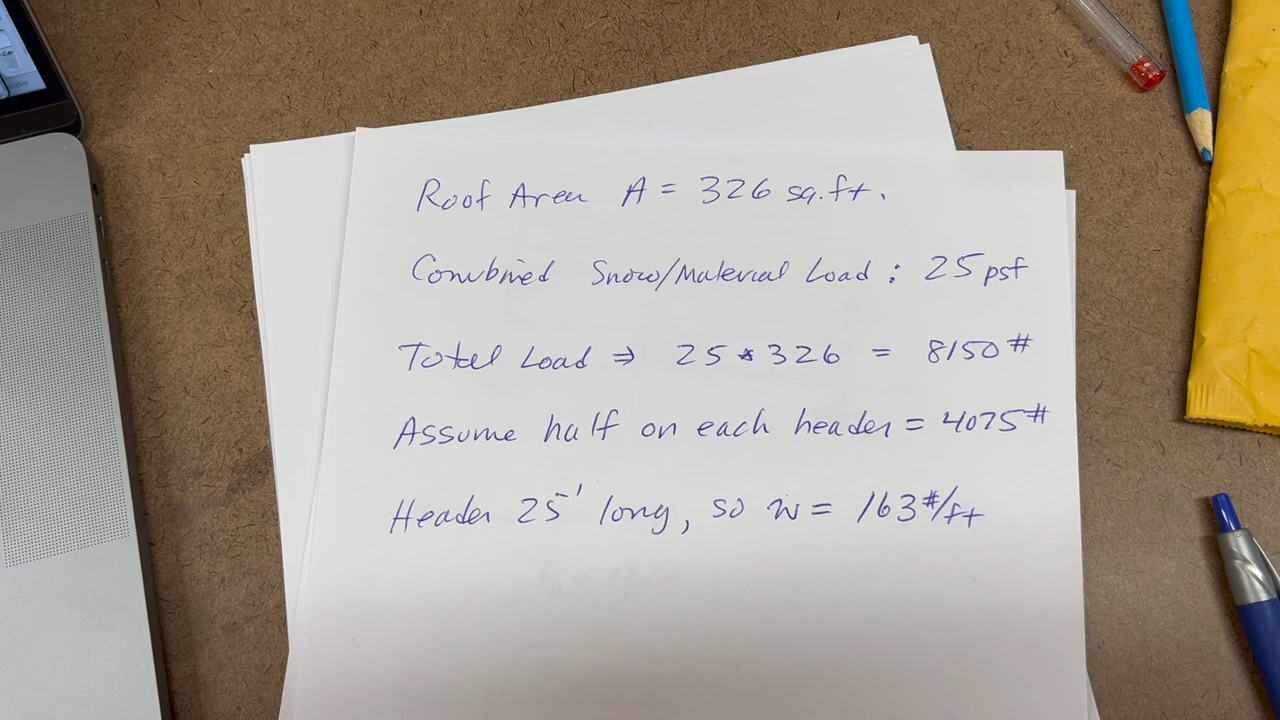 Roof Area A = 326 sq.ft.
Combined Snow/Material Load : 25 psf
Total Load ⇒ 25 * 326 = 8150 #
Assume half on each header = 4075 #
Header 25' long, so w = 163 #/ft